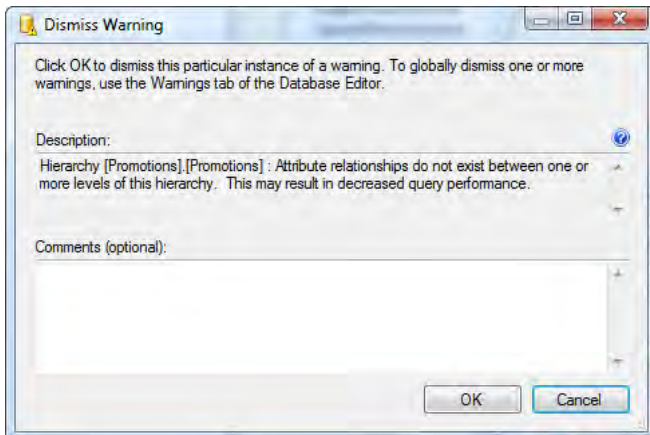 Dismiss Warning
Click OK to dismiss this particular instance of a warning. To globally dismiss one or more
warnings, use the Warnings tab of the Database Editor.
Description:
Hierarchy [Promotions].[Promotions] : Attribute relationships do not exist between one or
more levels of this hierarchy.  This may result in decreased query performance.
Comments (optional):
OK
Cancel